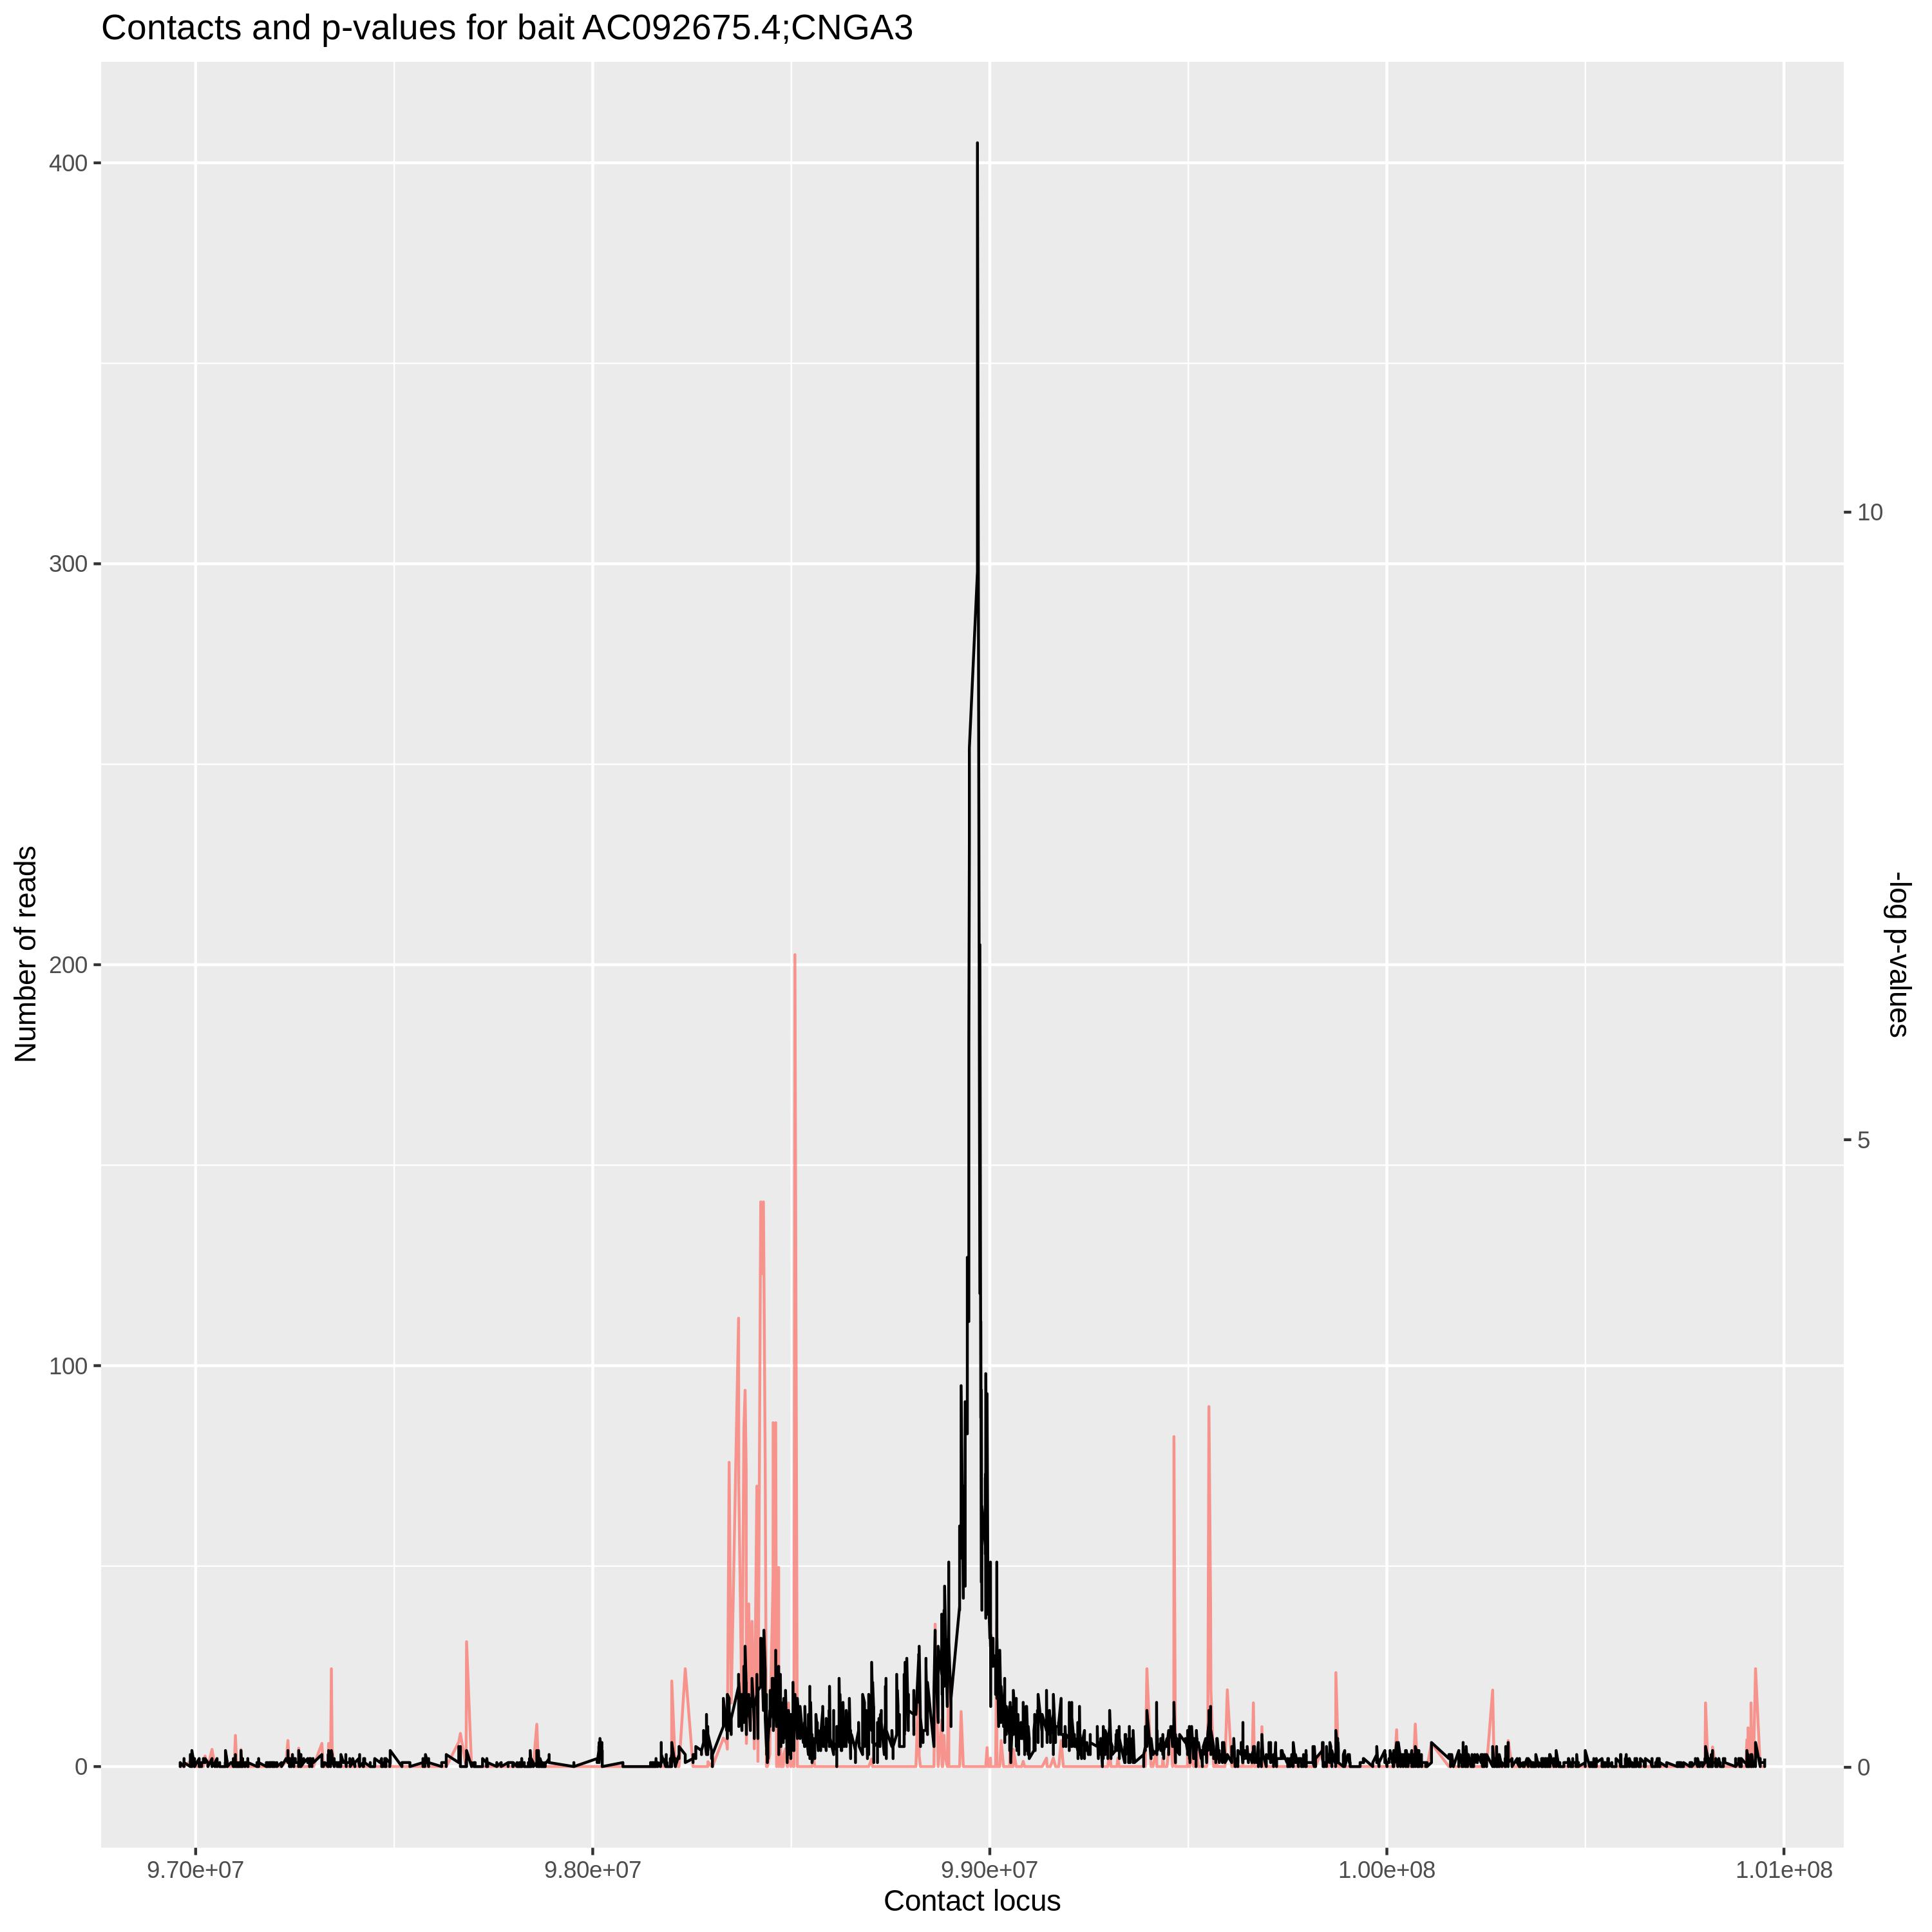 Contacts and p-values for bait AC092675.4;CNGA3
400
300
200
100
0
Number of reads
10
5
0
-log p-values
9.70e+07
9.80e+07
9.90e+07
1.00e+08
1.01e+08
Contact locus